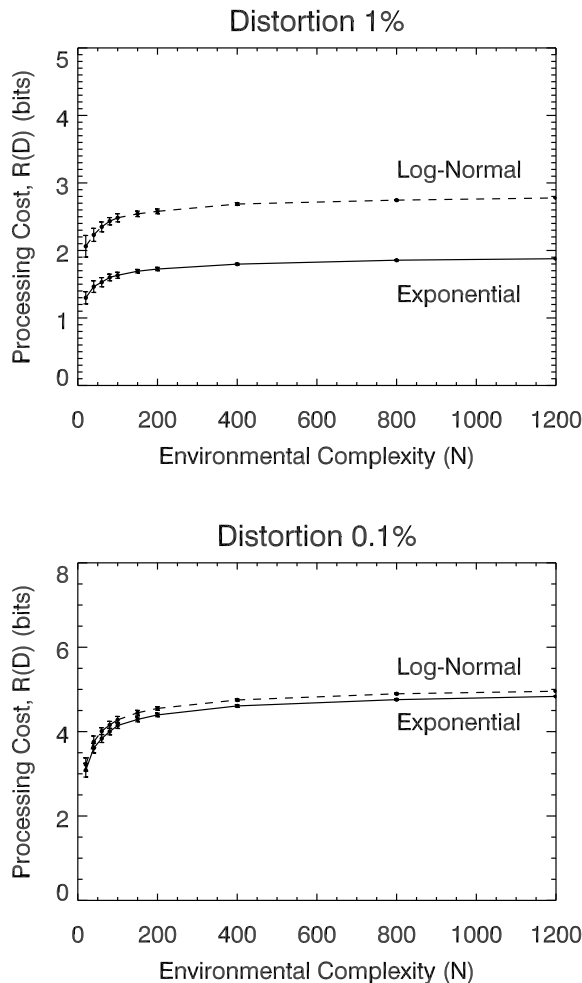 Distortion 1%
Processing Cost, R(D) (bits)
5
4
3
2
1
0
Log-Normal
Exponential
0 200 400 600 800 1000 1200
Environmental Complexity (N)
Distortion 0.1%
Processing Cost, R(D) (bits)
8
6
4
2
0
Log-Normal
Exponential
0 200 400 600 800 1000 1200
Environmental Complexity (N)